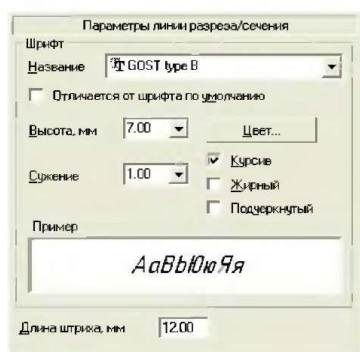 Параметры линии разреза/сечения
Шрифт
Название GOST type B
Отличается от шрифта по умолчанию
Высота, мм 7.00 Цвет...
Курсив
Сужение 1.00 Жирный
Подчеркнутый
Пример
АаВbЮюЯя
Длина штриха, мм 12.00